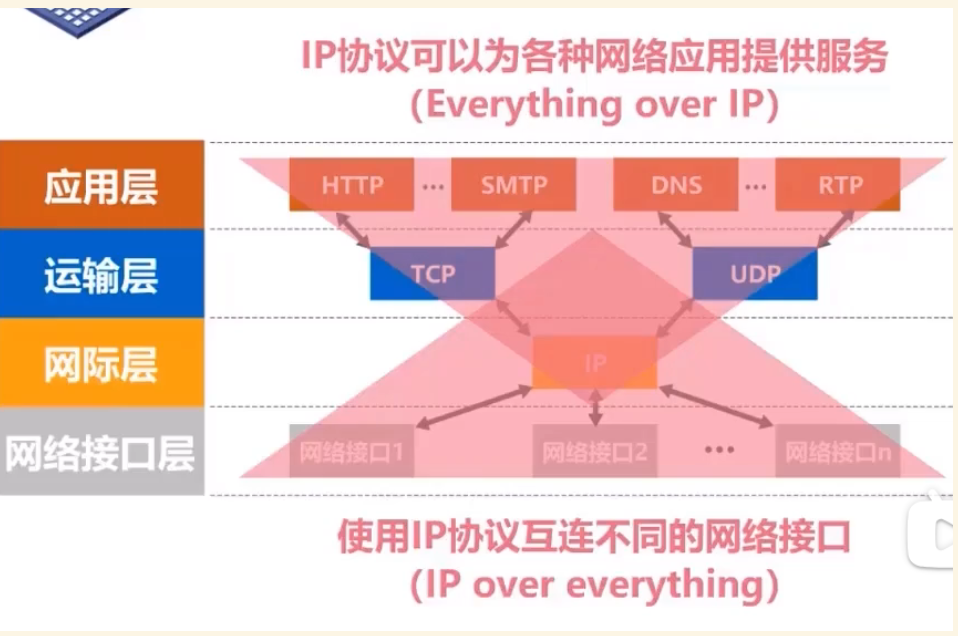 IP协议可以为各种网络应用提供服务
（Everything over IP）
应用层 HTTP ··· SMTP DNS ··· RTP
运输层 TCP UDP
网际层 IP
网络接口层 网络接口1 网络接口2 ··· 网络接口n
使用IP协议互连不同的网络接口
（IP over everything）